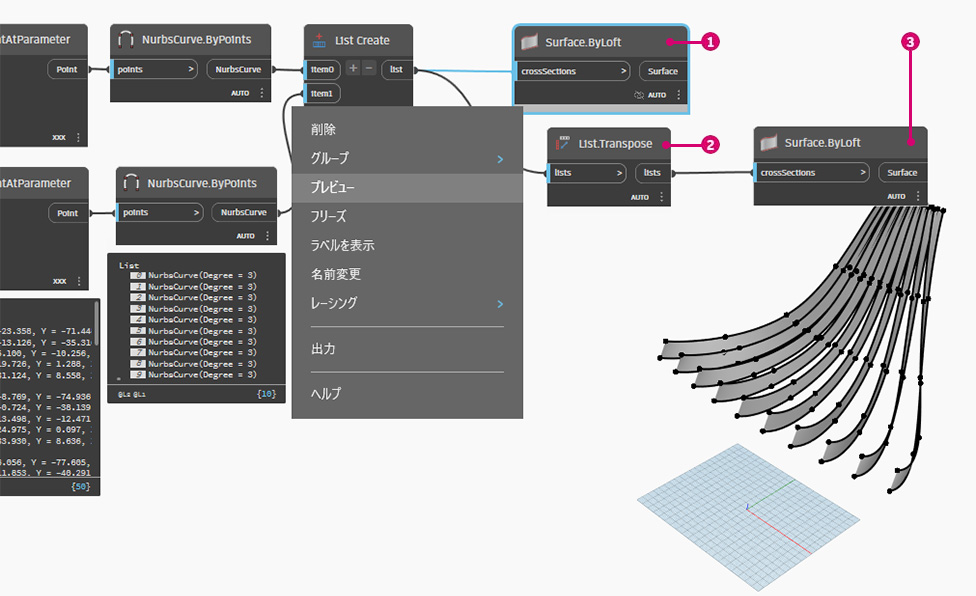 tAtParameter
Point
xxx
NurbsCurve.ByPoints
points >
NurbsCurve
AUTO
List Create
item0
+ −
list
item1
Surface.ByLoft
crossSections >
Surface
AUTO
1
2
3
List.Transpose
lists >
lists
AUTO
Surface.ByLoft
crossSections >
Surface
AUTO
削除
グループ >
プレビュー
フリーズ
ラベルを表示
名前変更
レーシング >
出力
ヘルプ
tAtParameter
Point
xxx
NurbsCurve.ByPoints
points >
NurbsCurve
AUTO
List
0 NurbsCurve(Degree = 3)
1 NurbsCurve(Degree = 3)
2 NurbsCurve(Degree = 3)
3 NurbsCurve(Degree = 3)
4 NurbsCurve(Degree = 3)
5 NurbsCurve(Degree = 3)
6 NurbsCurve(Degree = 3)
7 NurbsCurve(Degree = 3)
8 NurbsCurve(Degree = 3)
9 NurbsCurve(Degree = 3)
@L2 @L1
{10}
-23.358, Y = -71.44
-13.126, Y = -35.31
.100, Y = -10.256,
9.726, Y = 1.288,
1.124, Y = 8.558,
-8.769, Y = -74.936
-0.724, Y = -38.139
3.498, Y = -12.471
24.975, Y = 0.097,
33.930, Y = 8.636,
.056, Y = -77.605,
1.853, Y = -40.291
{50}